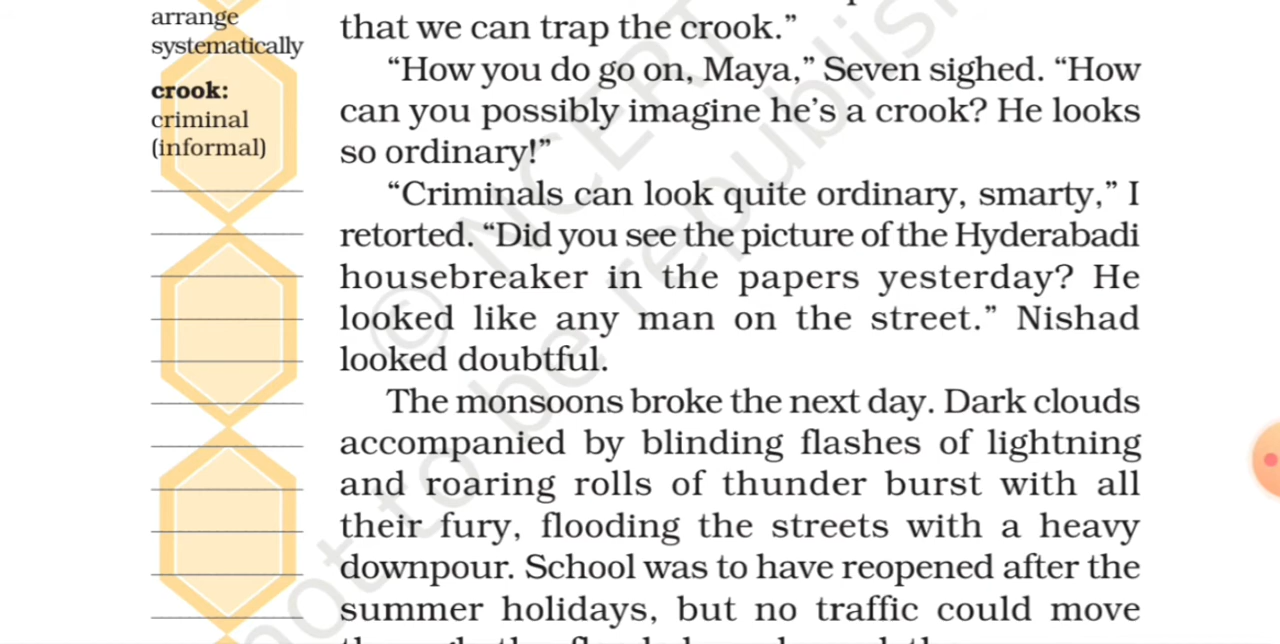 arrange
systematically
crook:
criminal
(informal)
that we can trap the crook.”
“How you do go on, Maya,” Seven sighed. “How
can you possibly imagine he’s a crook? He looks
so ordinary!”
“Criminals can look quite ordinary, smarty,” I
retorted. “Did you see the picture of the Hyderabadi
housebreaker in the papers yesterday? He
looked like any man on the street.” Nishad
looked doubtful.
The monsoons broke the next day. Dark clouds
accompanied by blinding flashes of lightning
and roaring rolls of thunder burst with all
their fury, flooding the streets with a heavy
downpour. School was to have reopened after the
summer holidays, but no traffic could move
© NCERT
not to be republish